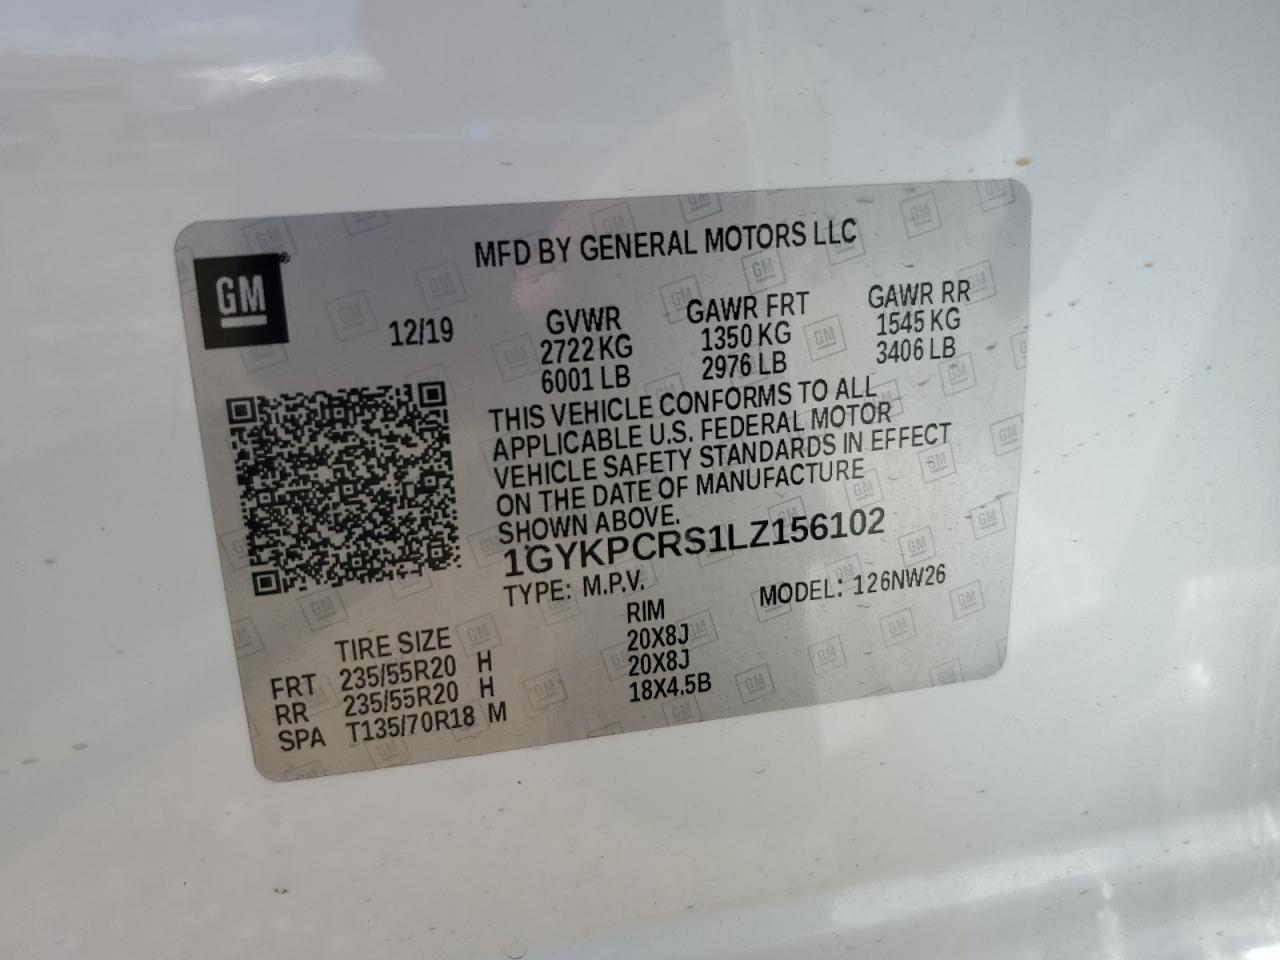 MFD BY GENERAL MOTORS LLC
GM®
12/19
GVWR GAWR FRT GAWR RR
2722 KG 1350 KG 1545 KG
6001 LB 2976 LB 3406 LB
THIS VEHICLE CONFORMS TO ALL
APPLICABLE U.S. FEDERAL MOTOR
VEHICLE SAFETY STANDARDS IN EFFECT
ON THE DATE OF MANUFACTURE
SHOWN ABOVE.
1GYKPCRS1LZ156102
TYPE: M.P.V. MODEL: 126NW26
TIRE SIZE RIM
FRT 235/55R20 H 20X8J
RR 235/55R20 H 20X8J
SPA T135/70R18 M 18X4.5B